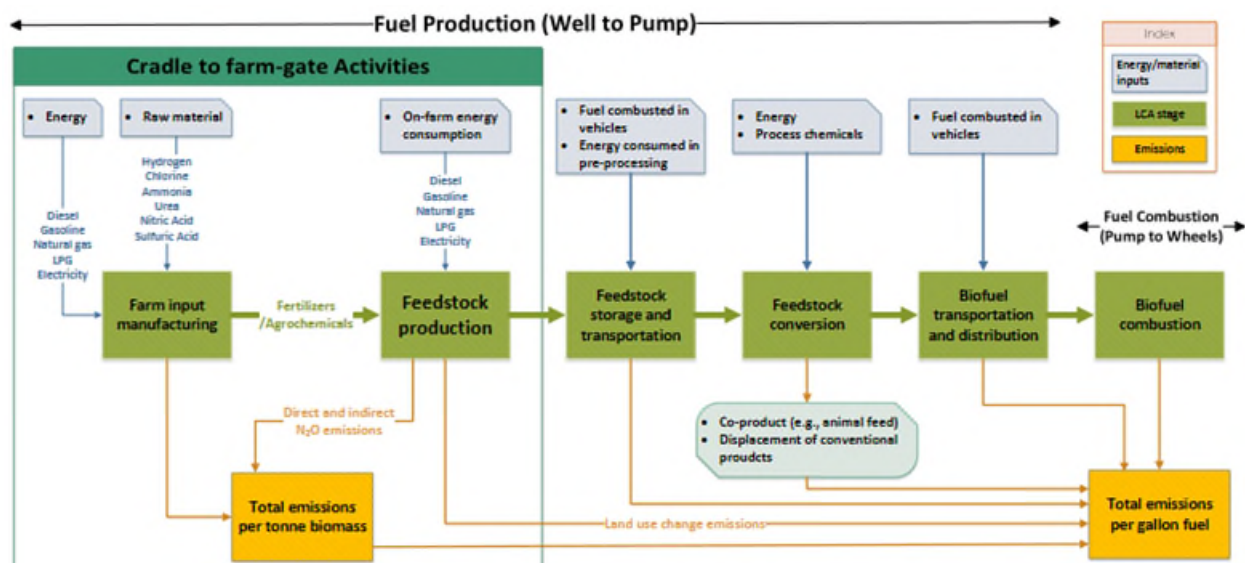 Fuel Production (Well to Pump)
Index
Energy/material
inputs
LCA stage
Emissions
Cradle to farm-gate Activities
• Energy
• Raw material
• On-farm energy
consumption
• Fuel combusted in
vehicles
• Energy consumed in
pre-processing
• Energy
• Process chemicals
• Fuel combusted in
vehicles
Hydrogen
Chlorine
Ammonia
Urea
Nitric Acid
Sulfuric Acid
Diesel
Gasoline
Natural gas
LPG
Electricity
Diesel
Gasoline
Natural gas
LPG
Electricity
Fuel Combustion
(Pump to Wheels)
Farm input
manufacturing
Fertilizers
/Agrochemicals
Feedstock
production
Feedstock
storage and
transportation
Feedstock
conversion
Biofuel
transportation
and distribution
Biofuel
combustion
Direct and indirect
N₂O emissions
• Co-product (e.g., animal feed)
• Displacement of conventional
proudcts
Total emissions
per tonne biomass
Land use change emissions
Total emissions
per gallon fuel